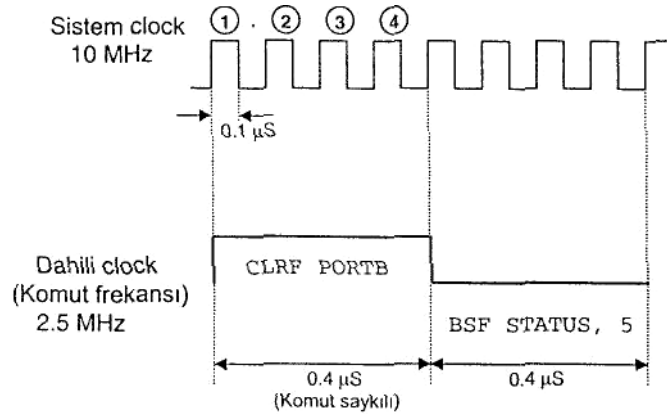 Sistem clock
10 MHz
1 . 2 3 4
0.1 µS
Dahili clock
(Komut frekansı)
2.5 MHz
CLRF PORTB
BSF STATUS, 5
0.4 µS
(Komut saykılı)
0.4 µS